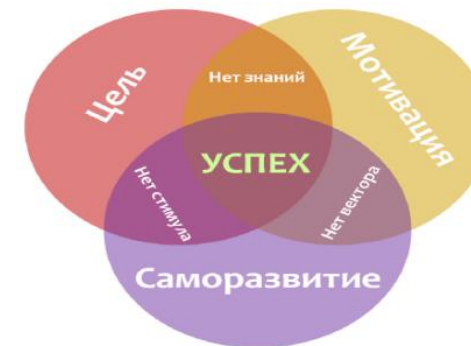 Цель
Мотивация
Нет знаний
УСПЕХ
Нет стимула
Нет вектора
Саморазвитие